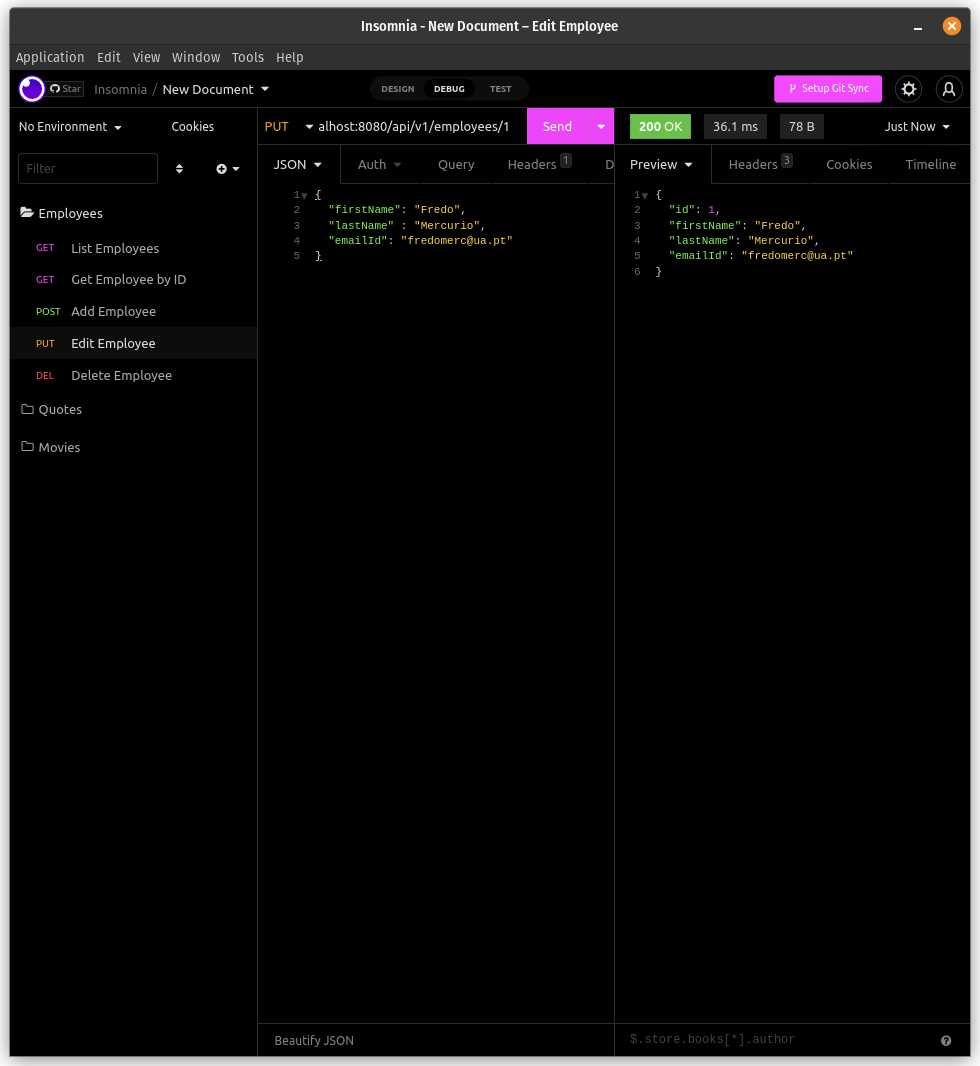 Insomnia - New Document – Edit Employee
Application Edit View Window Tools Help
Star Insomnia / New Document DESIGN DEBUG TEST Setup Git Sync
No Environment Cookies
Filter
Employees
GET List Employees
GET Get Employee by ID
POST Add Employee
PUT Edit Employee
DEL Delete Employee
Quotes
Movies
PUT alhost:8080/api/v1/employees/1 Send
JSON Auth Query Headers 1 D
1 {
2 "firstName": "Fredo",
3 "lastName" : "Mercurio",
4 "emailId": "fredomerc@ua.pt"
5 }
Beautify JSON
200 OK 36.1 ms 78 B Just Now
Preview Headers 3 Cookies Timeline
1 {
2 "id": 1,
3 "firstName": "Fredo",
4 "lastName": "Mercurio",
5 "emailId": "fredomerc@ua.pt"
6 }
$.store.books[*].author